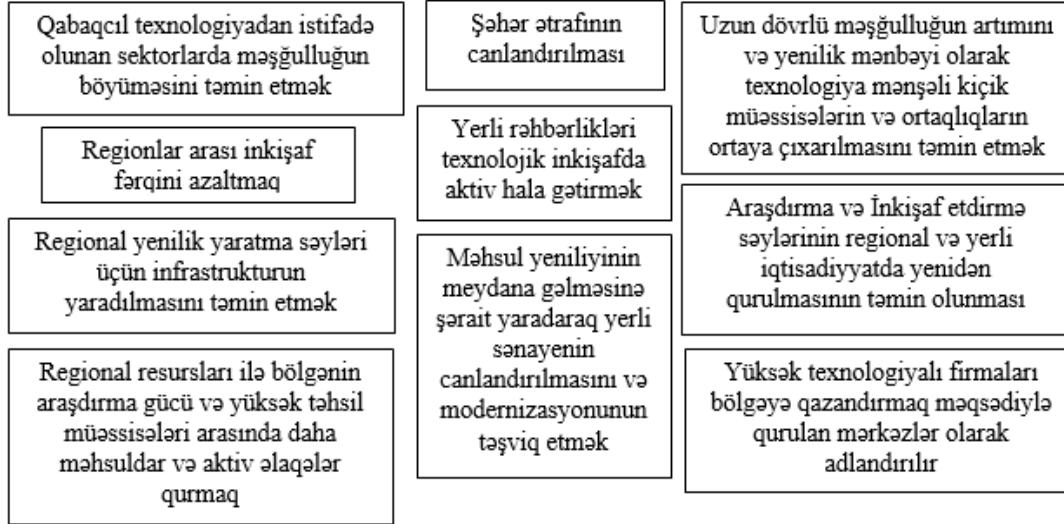 Qabaqcıl texnologiyadan istifadə
olunan sektorlarda məşğulluğun
böyüməsini təmin etmək
Regionlar arası inkişaf
fərqini azaltmaq
Regional yenilik yaratma səyləri
üçün infrastrukturun
yaradılmasını təmin etmək
Regional resursları ilə bölgənin
araşdırma gücü və yüksək təhsil
müəssisələri arasında daha
məhsuldar və aktiv əlaqələr
qurmaq
Şəhər ətrafının
canlandırılması
Yerli rəhbərlikləri
texnolojik inkişafda
aktiv hala gətirmək
Məhsul yeniliyinin
meydana gəlməsinə
şərait yaradaraq yerli
sənayenin
canlandırılmasını və
modernizasyonunun
təşviq etmək
Uzun dövrlü məşğulluğun artımını
və yenilik mənbəyi olarak
texnologiya mənşəli kiçik
müəssisələrin və ortaqlıqların
ortaya çıxarılmasını təmin etmək
Araşdırma və İnkişaf etdirmə
səylərinin regional və yerli
iqtisadiyyatda yenidən
qurulmasının təmin olunması
Yüksək texnologiyalı firmaları
bölgəyə qazandırmaq məqsədiylə
qurulan mərkəzlər olarak
adlandırılır